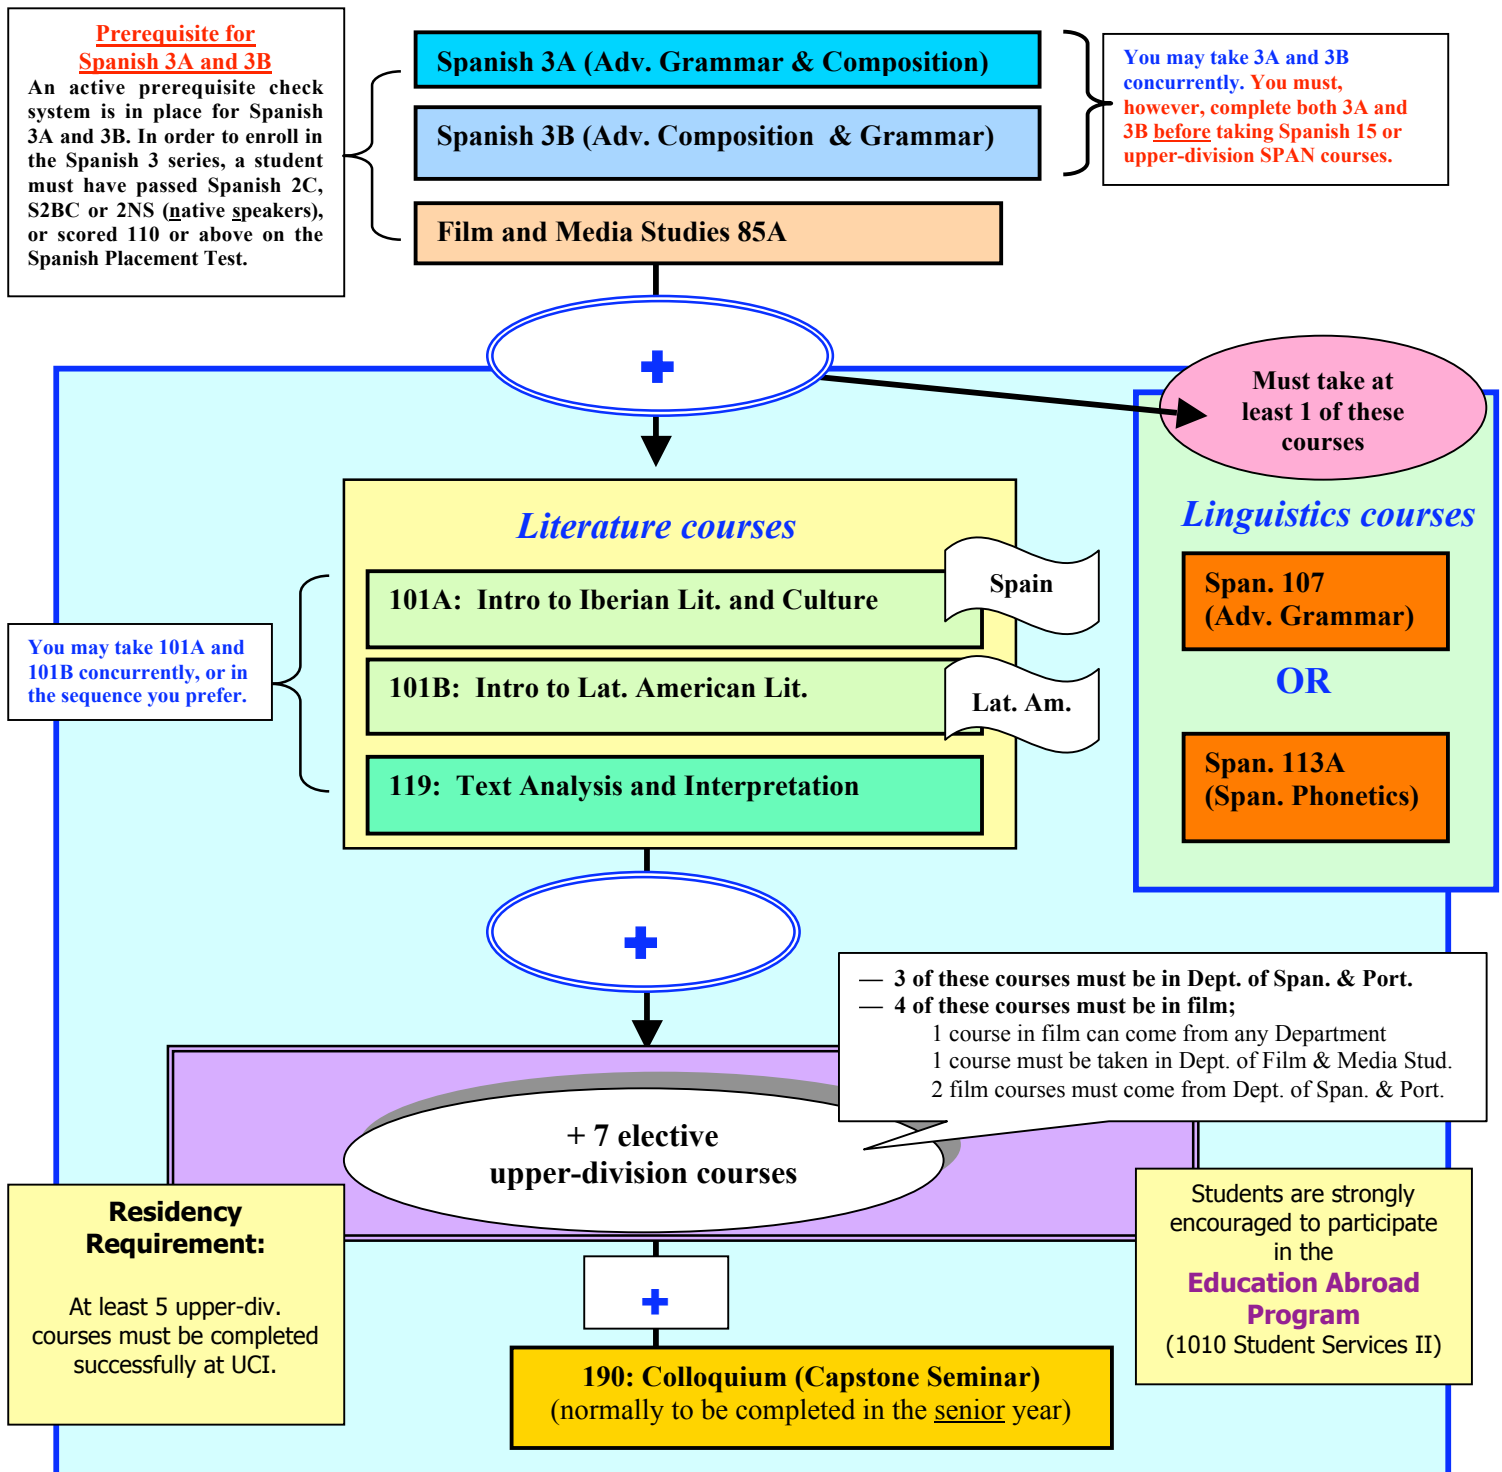 Prerequisite for
Spanish 3A and 3B
An active prerequisite check
system is in place for Spanish
3A and 3B. In order to enroll in
the Spanish 3 series, a student
must have passed Spanish 2C,
S2BC or 2NS (native speakers),
or scored 110 or above on the
Spanish Placement Test.
Spanish 3A (Adv. Grammar & Composition)
Spanish 3B (Adv. Composition & Grammar)
Film and Media Studies 85A
You may take 3A and 3B
concurrently. You must,
however, complete both 3A and
3B before taking Spanish 15 or
upper-division SPAN courses.
+
Must take at
least 1 of these
courses
Linguistics courses
Span. 107
(Adv. Grammar)
OR
Span. 113A
(Span. Phonetics)
Literature courses
101A: Intro to Iberian Lit. and Culture
Spain
101B: Intro to Lat. American Lit.
Lat. Am.
119: Text Analysis and Interpretation
You may take 101A and
101B concurrently, or in
the sequence you prefer.
+
— 3 of these courses must be in Dept. of Span. & Port.
— 4 of these courses must be in film;
1 course in film can come from any Department
1 course must be taken in Dept. of Film & Media Stud.
2 film courses must come from Dept. of Span. & Port.
+ 7 elective
upper-division courses
Residency
Requirement:
At least 5 upper-div.
courses must be completed
successfully at UCI.
Students are strongly
encouraged to participate
in the
Education Abroad
Program
(1010 Student Services II)
+
190: Colloquium (Capstone Seminar)
(normally to be completed in the senior year)